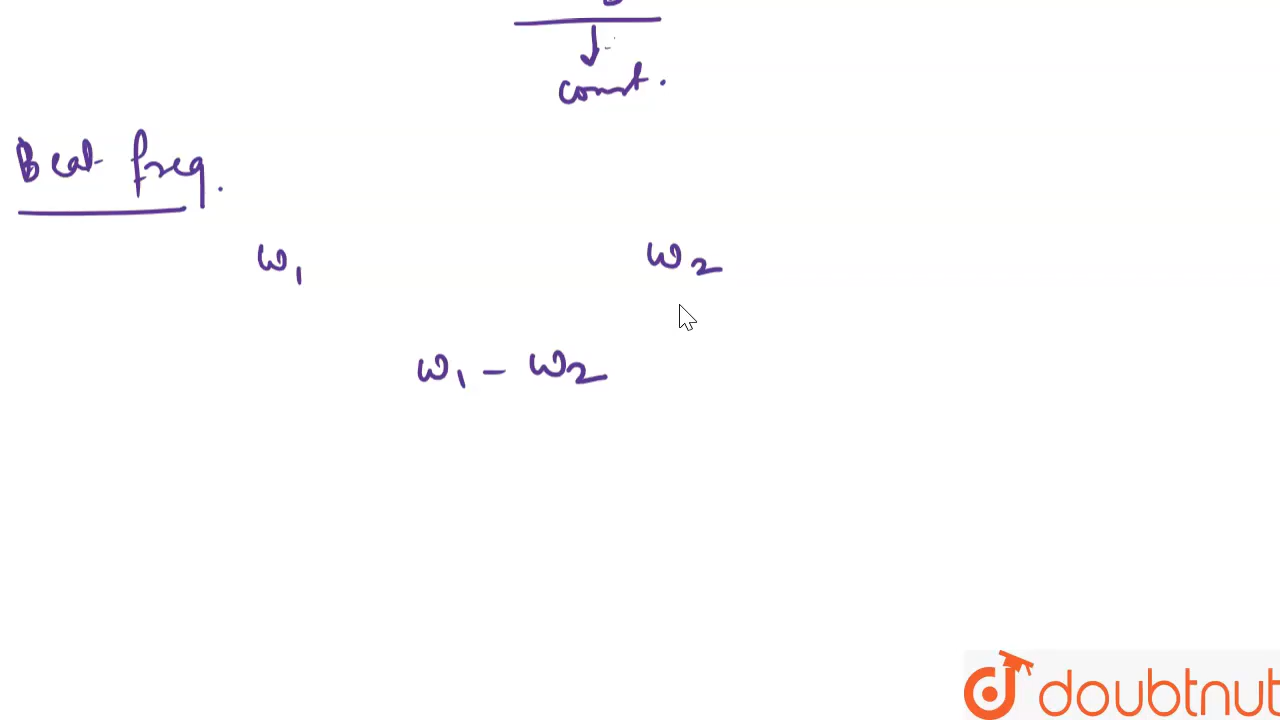 const.
Beat freq.
ω1 ω2
ω1 - ω2
doubtnut